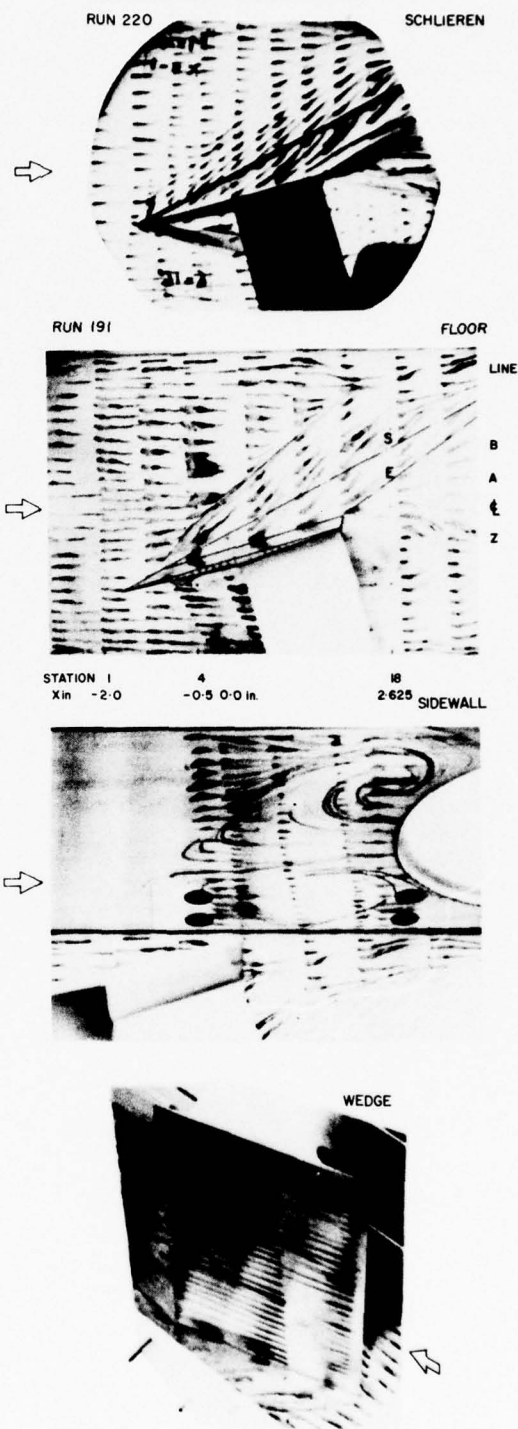 RUN 220 SCHLIEREN
RUN 191 FLOOR
LINE
S
B
E
A
℄
Z
STATION 1 4 18
Xin -2.0 -0.5 0.0 in. 2.625
SIDEWALL
WEDGE